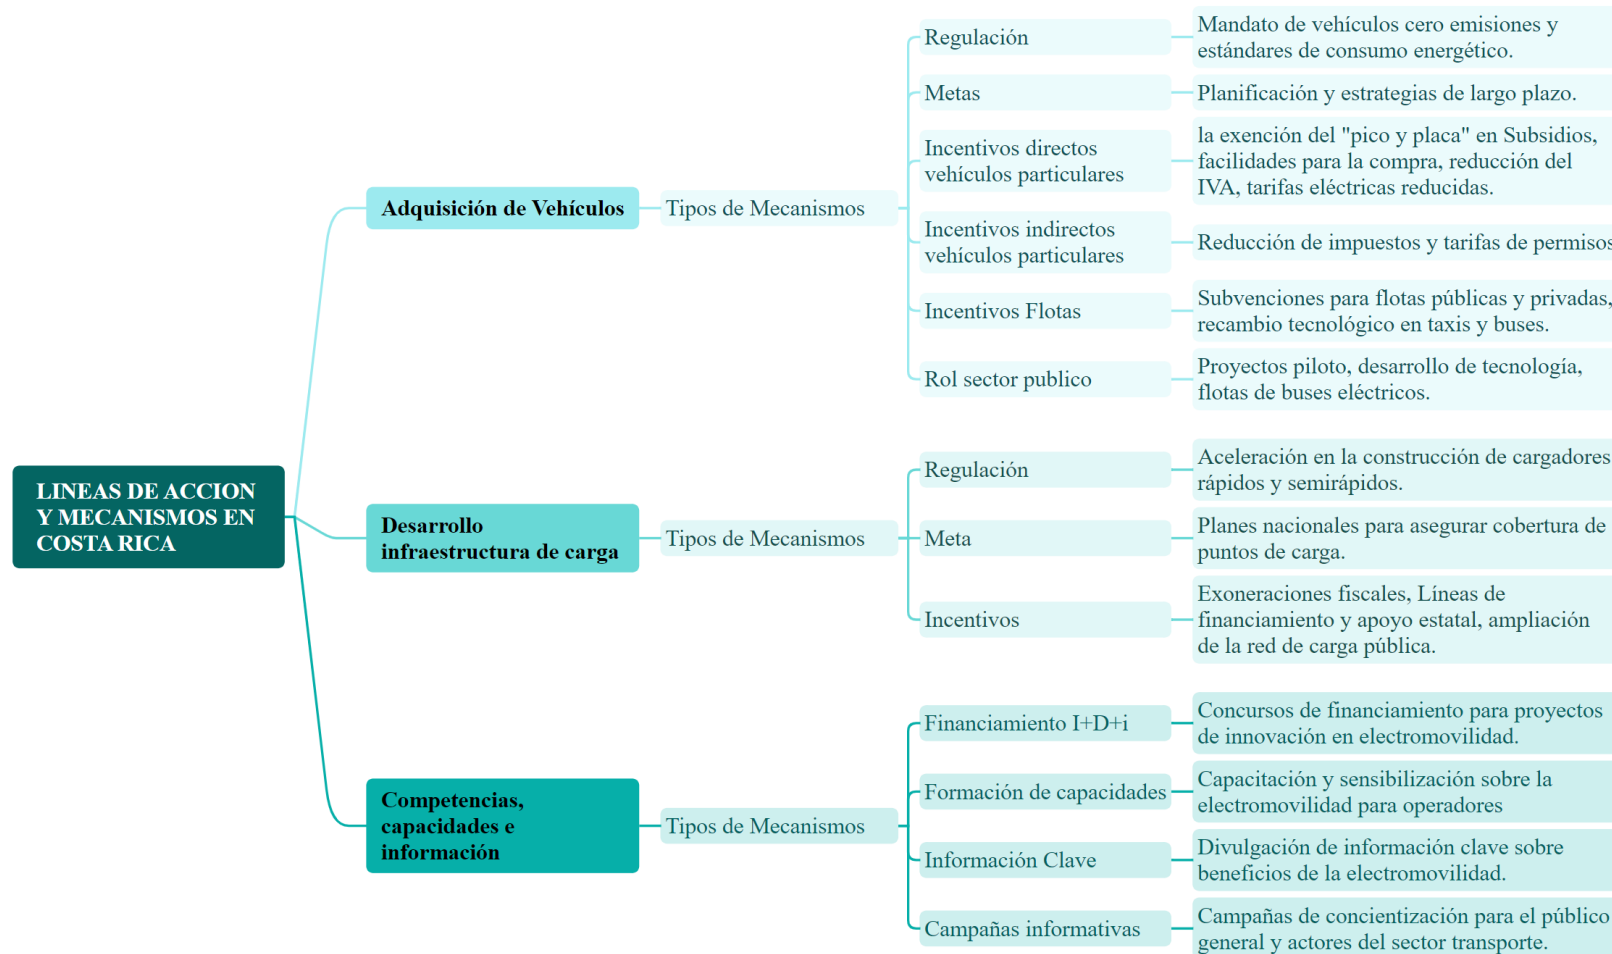 LINEAS DE ACCION
Y MECANISMOS EN
COSTA RICA
Adquisición de Vehículos
Tipos de Mecanismos
Regulación
Mandato de vehículos cero emisiones y
estándares de consumo energético.
Metas
Planificación y estrategias de largo plazo.
Incentivos directos
vehículos particulares
la exención del "pico y placa" en Subsidios,
facilidades para la compra, reducción del
IVA, tarifas eléctricas reducidas.
Incentivos indirectos
vehículos particulares
Reducción de impuestos y tarifas de permisos
Incentivos Flotas
Subvenciones para flotas públicas y privadas,
recambio tecnológico en taxis y buses.
Rol sector publico
Proyectos piloto, desarrollo de tecnología,
flotas de buses eléctricos.
Desarrollo
infraestructura de carga
Tipos de Mecanismos
Regulación
Aceleración en la construcción de cargadores
rápidos y semirápidos.
Meta
Planes nacionales para asegurar cobertura de
puntos de carga.
Incentivos
Exoneraciones fiscales, Líneas de
financiamiento y apoyo estatal, ampliación
de la red de carga pública.
Competencias,
capacidades e
información
Tipos de Mecanismos
Financiamiento I+D+i
Concursos de financiamiento para proyectos
de innovación en electromovilidad.
Formación de capacidades
Capacitación y sensibilización sobre la
electromovilidad para operadores
Información Clave
Divulgación de información clave sobre
beneficios de la electromovilidad.
Campañas informativas
Campañas de concientización para el público
general y actores del sector transporte.